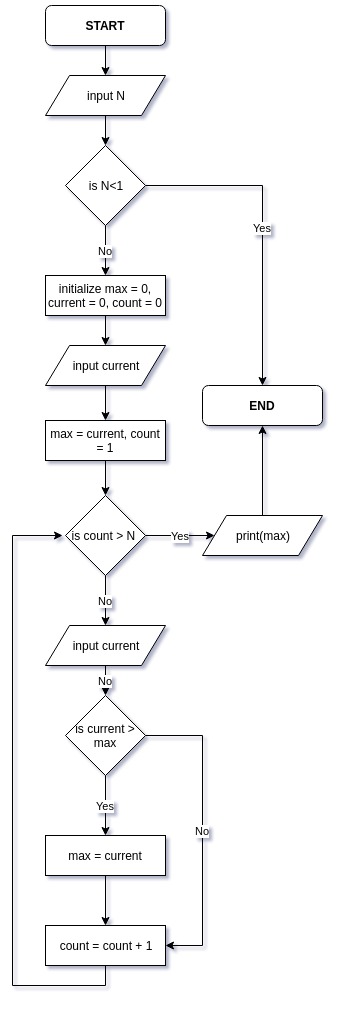 START
input N
is N<1
Yes
No
initialize max = 0,
current = 0, count = 0
input current
END
max = current, count
= 1
is count > N
Yes
print(max)
No
input current
No
is current >
max
Yes
No
max = current
count = count + 1